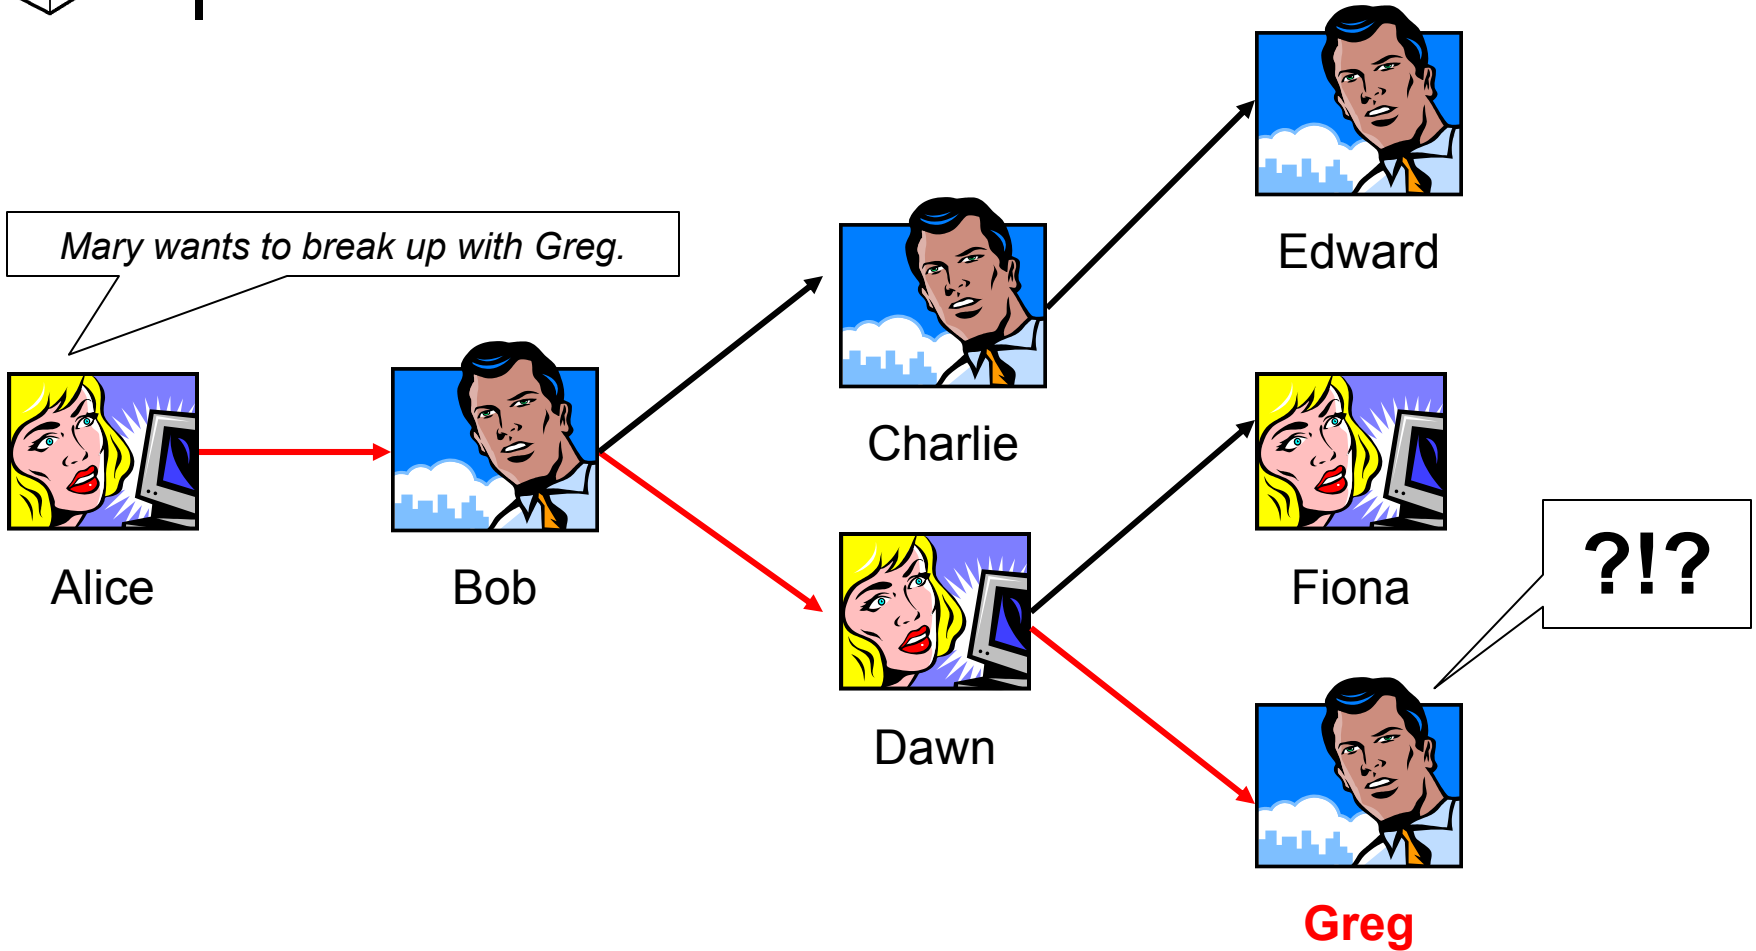 Mary wants to break up with Greg.
Edward
Charlie
Alice
Bob
Fiona
?!?
Dawn
Greg